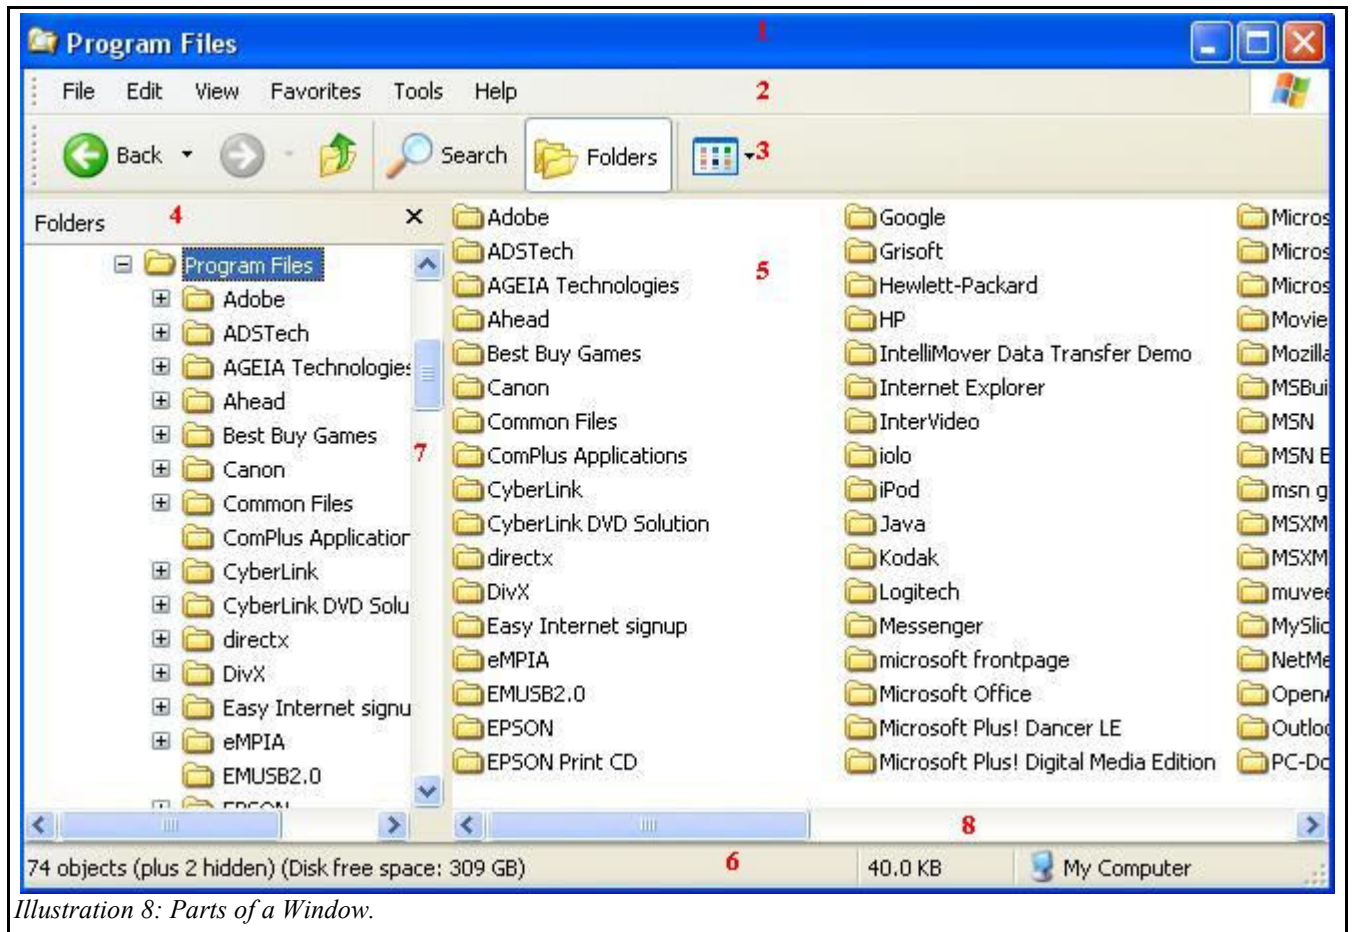 Program Files 1
File Edit View Favorites Tools Help 2
Back Search Folders 3
Folders 4
Program Files
Adobe
ADSTech
AGEIA Technologies
Ahead
Best Buy Games
Canon
Common Files
ComPlus Application
CyberLink
CyberLink DVD Solu
directx
DivX
Easy Internet signu
eMPIA
EMUSB2.0
EPSON
7
Adobe
ADSTech
AGEIA Technologies
Ahead
Best Buy Games
Canon
Common Files
ComPlus Applications
CyberLink
CyberLink DVD Solution
directx
DivX
Easy Internet signup
eMPIA
EMUSB2.0
EPSON
EPSON Print CD
5
Google
Grisoft
Hewlett-Packard
HP
IntelliMover Data Transfer Demo
Internet Explorer
InterVideo
iolo
iPod
Java
Kodak
Logitech
Messenger
microsoft frontpage
Microsoft Office
Microsoft Plus! Dancer LE
Microsoft Plus! Digital Media Edition
Micros
Micros
Micros
Movie
Mozilla
MSBui
MSN
MSN E
msn g
MSXM
MSXM
muvee
MySlid
NetMe
OpenA
Outloo
PC-Do
8
74 objects (plus 2 hidden) (Disk free space: 309 GB) 6 40.0 KB My Computer
Illustration 8: Parts of a Window.